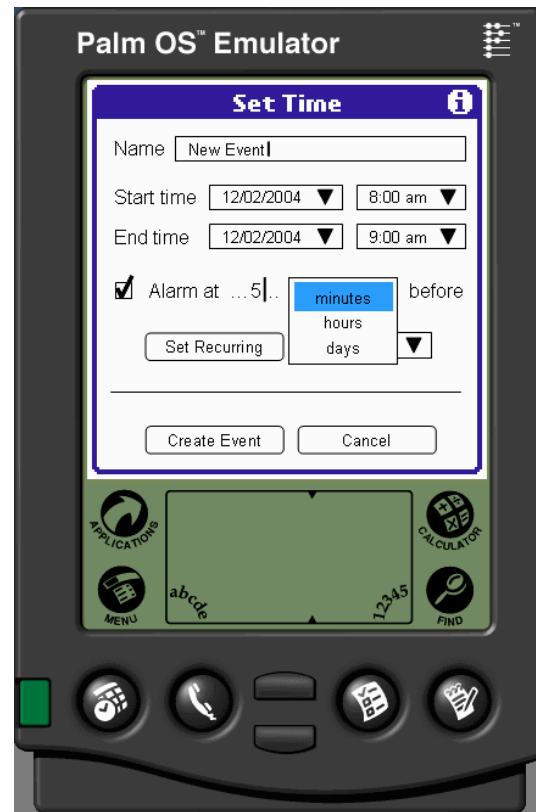 Palm OS™ Emulator
Set Time
Name New Event
Start time 12/02/2004 8:00 am
End time 12/02/2004 9:00 am
Alarm at ...5.. minutes before
hours
Set Recurring days
Create Event Cancel
APPLICATIONS CALCULATOR
MENU abcde 12345 FIND